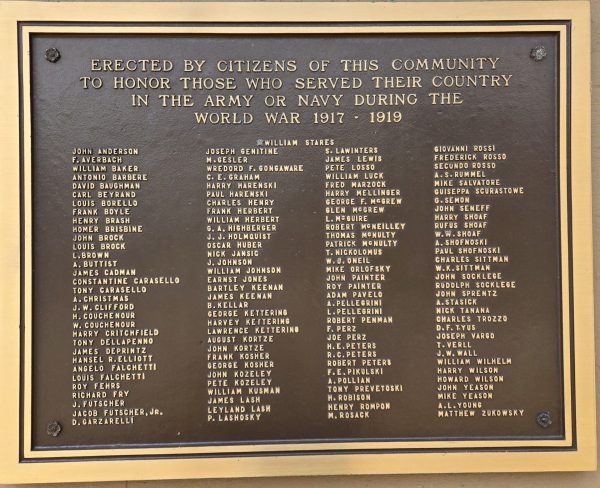 ERECTED BY CITIZENS OF THIS COMMUNITY
TO HONOR THOSE WHO SERVED THEIR COUNTRY
IN THE ARMY OR NAVY DURING THE
WORLD WAR 1917 - 1919
☆WILLIAM STARES
JOHN ANDERSON
F. AVERBACH
WILLIAM BAKER
ANTONIO BARBERE
DAVID BAUGHMAN
CARL BEYRAND
LOUIS BORELLO
FRANK BOYLE
HENRY BRASH
HOMER BRISBINE
JOHN BROCK
LOUIS BROCK
L. BROWN
A. BUTTIST
JAMES CADMAN
CONSTANTINE CARASELLO
TONY CARASELLO
A. CHRISTMAS
J. W. CLIFFORD
H. COUCHENOUR
W. COUCHENOUR
HARRY CRITCHFIELD
TONY DELLAPENNO
JAMES DEPRINTZ
HANSEL R. ELLIOTT
ANGELO FALCHETTI
LOUIS FALCHETTI
ROY FEHRS
RICHARD FRY
J. FUTSCHER
JACOB FUTSCHER, JR.
D. GARZARELLI
JOSEPH GENITINE
M. GESLER
WREDORD F. GONGAWARE
C. E. GRAHAM
HARRY HARENSKI
PAUL HARENSKI
CHARLES HENRY
FRANK HERBERT
WILLIAM HERBERT
G. A. HIGHBERGER
J. J. HOLMQUIST
OSCAR HUBER
NICK JANSIC
J. JOHNSON
WILLIAM JOHNSON
EARNST JONES
BARTLEY KEENAN
JAMES KEENAN
B. KELLAR
GEORGE KETTERING
HARVEY KETTERING
LAWRENCE KETTERING
AUGUST KORTZE
JOHN KORTZE
FRANK KOSHER
GEORGE KOSHER
JOHN KOZELEY
PETE KOZELEY
WILLIAM KUSMAN
JAMES LASH
LEYLAND LASH
P. LASHOSKY
S. LAWINTERS
JAMES LEWIS
PETE LOSSO
WILLIAM LUCK
FRED MARZOCK
HARRY MELLINGER
GEORGE F. McGREW
GLEN McGREW
L. McGUIRE
ROBERT McNEILLEY
THOMAS McNULTY
PATRICK McNULTY
T. NICKOLOMUS
W. J. ONEIL
MIKE ORLOFSKY
JOHN PAINTER
ROY PAINTER
ADAM PAVELO
A. PELLEGRINI
L. PELLEGRINI
ROBERT PENMAN
F. PERZ
JOE PERZ
H. E. PETERS
R. C. PETERS
ROBERT PETERS
F. E. PIKULSKI
A. POLLIAN
TONY PREVETOSKI
H. ROBISON
HENRY ROMPON
M. ROSACK
GIOVANNI ROSSI
FREDERICK ROSSO
SECUNDO ROSSO
A. S. RUMMEL
MIKE SALVATORE
GUISEPPA SCURASTOWE
G. SEMON
JOHN SENEFF
HARRY SHOAF
RUFUS SHOAF
W. W. SHOAF
A. SHOFNOSKI
PAUL SHOFNOSKI
CHARLES SITTMAN
W. K. SITTMAN
JOHN SOCKLEGE
RUDOLPH SOCKLEGE
JOHN SPRENTZ
A. STASICK
NICK TANANA
CHARLES TROZZO
D. F. TYUS
JOSEPH VARGO
T. VERLL
J. W. WALL
WILLIAM WILHELM
HARRY WILSON
HOWARD WILSON
JOHN YEASON
MIKE YEASON
A. L. YOUNG
MATTHEW ZUKOWSKY